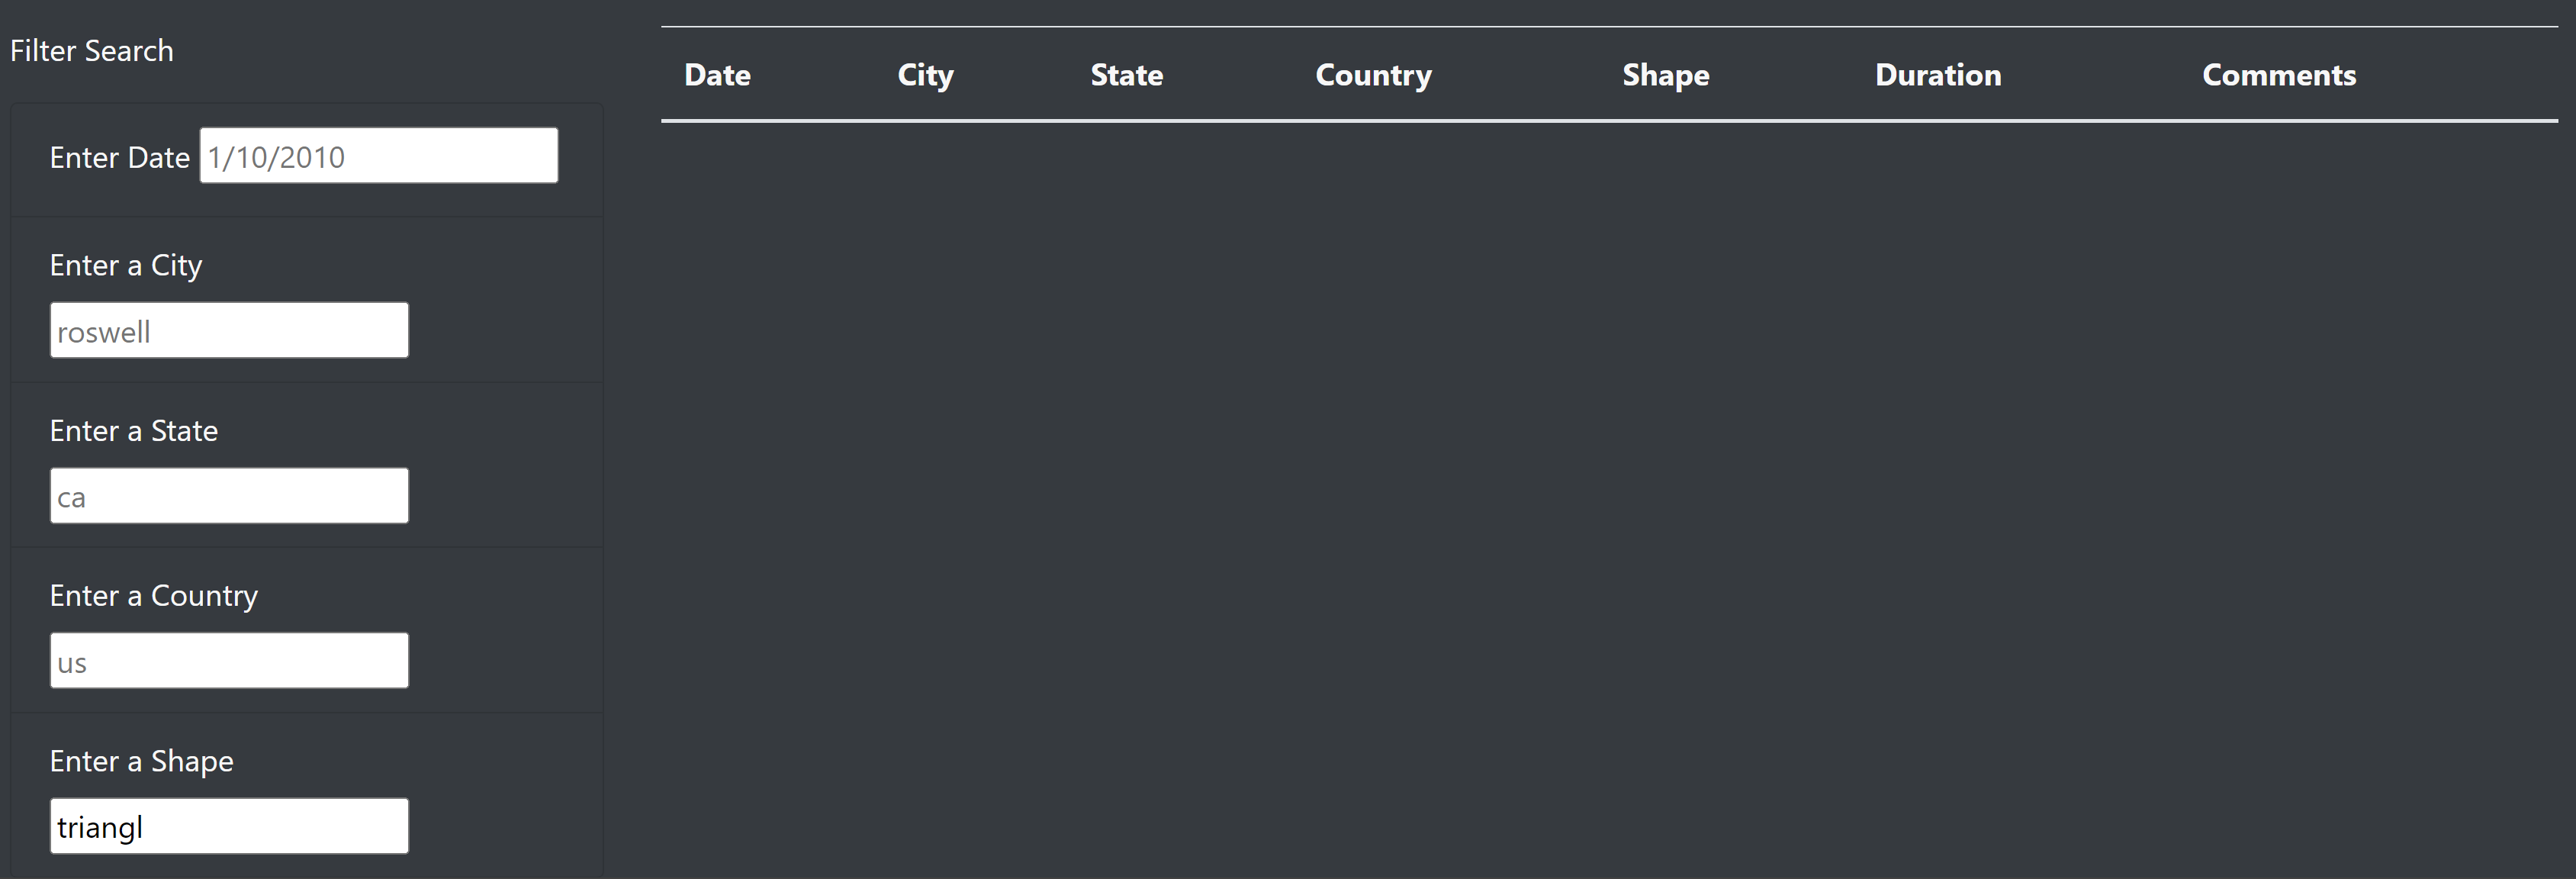 Filter Search
Enter Date 1/10/2010
Enter a City
roswell
Enter a State
ca
Enter a Country
us
Enter a Shape
triangl
Date City State Country Shape Duration Comments